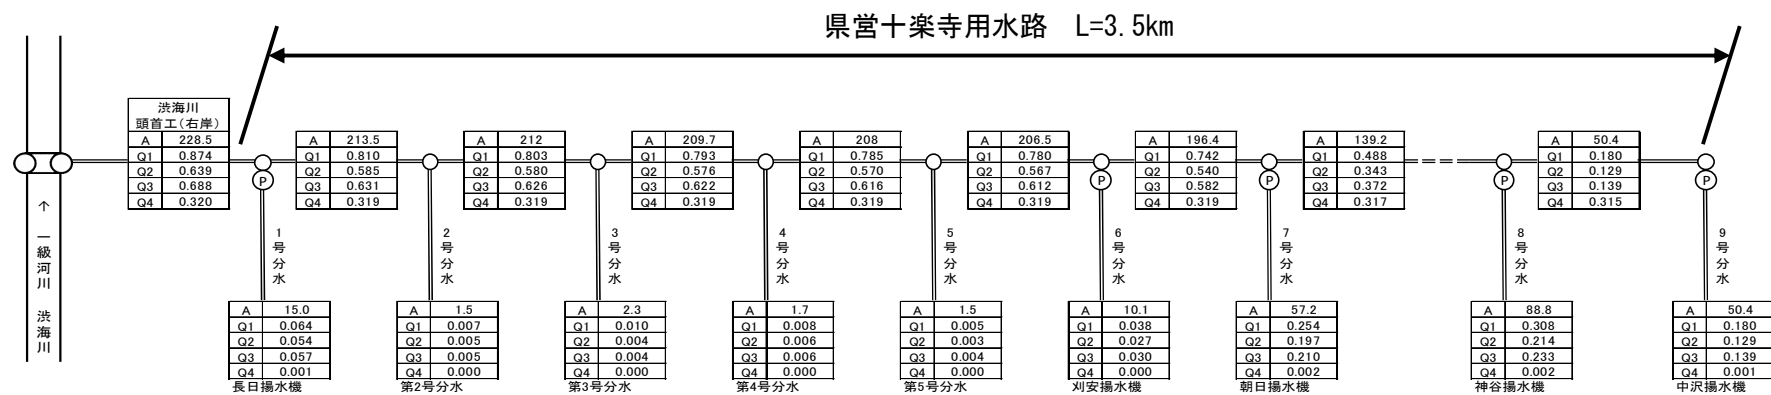 県営十楽寺用水路　L=3.5km
↑　一級河川　渋海川
渋海川
頭首工(右岸)
A 228.5
Q1 0.874
Q2 0.639
Q3 0.688
Q4 0.320
A 213.5
Q1 0.810
Q2 0.585
Q3 0.631
Q4 0.319
A 212
Q1 0.803
Q2 0.580
Q3 0.626
Q4 0.319
A 209.7
Q1 0.793
Q2 0.576
Q3 0.622
Q4 0.319
A 208
Q1 0.785
Q2 0.570
Q3 0.616
Q4 0.319
A 206.5
Q1 0.780
Q2 0.567
Q3 0.612
Q4 0.319
A 196.4
Q1 0.742
Q2 0.540
Q3 0.582
Q4 0.319
A 139.2
Q1 0.488
Q2 0.343
Q3 0.372
Q4 0.317
A 50.4
Q1 0.180
Q2 0.129
Q3 0.139
Q4 0.315
P
P
P
P
P
1号分水
2号分水
3号分水
4号分水
5号分水
6号分水
7号分水
8号分水
9号分水
A 15.0
Q1 0.064
Q2 0.054
Q3 0.057
Q4 0.001
長日揚水機
A 1.5
Q1 0.007
Q2 0.005
Q3 0.005
Q4 0.000
第2号分水
A 2.3
Q1 0.010
Q2 0.004
Q3 0.004
Q4 0.000
第3号分水
A 1.7
Q1 0.008
Q2 0.006
Q3 0.006
Q4 0.000
第4号分水
A 1.5
Q1 0.005
Q2 0.003
Q3 0.004
Q4 0.000
第5号分水
A 10.1
Q1 0.038
Q2 0.027
Q3 0.030
Q4 0.000
刈安揚水機
A 57.2
Q1 0.254
Q2 0.197
Q3 0.210
Q4 0.002
朝日揚水機
A 88.8
Q1 0.308
Q2 0.214
Q3 0.233
Q4 0.002
神谷揚水機
A 50.4
Q1 0.180
Q2 0.129
Q3 0.139
Q4 0.001
中沢揚水機